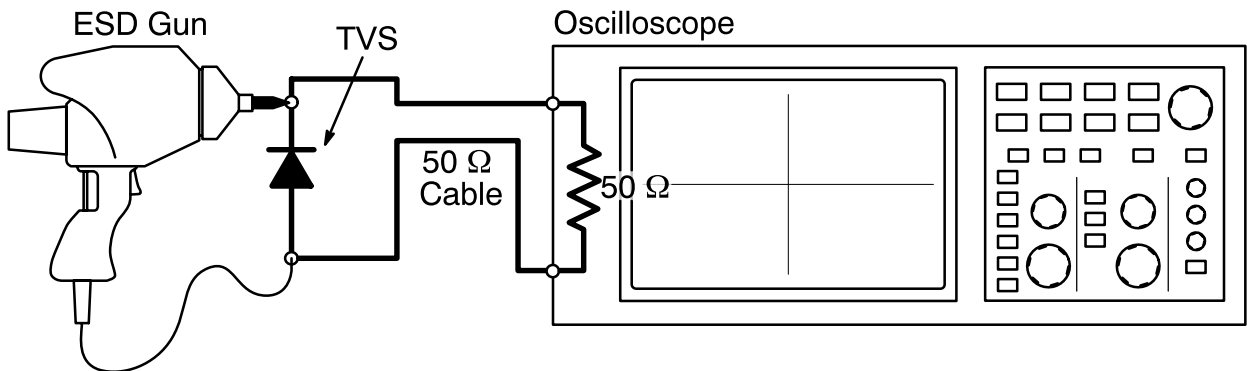 ESD Gun
TVS
Oscilloscope
50 Ω
Cable
50 Ω